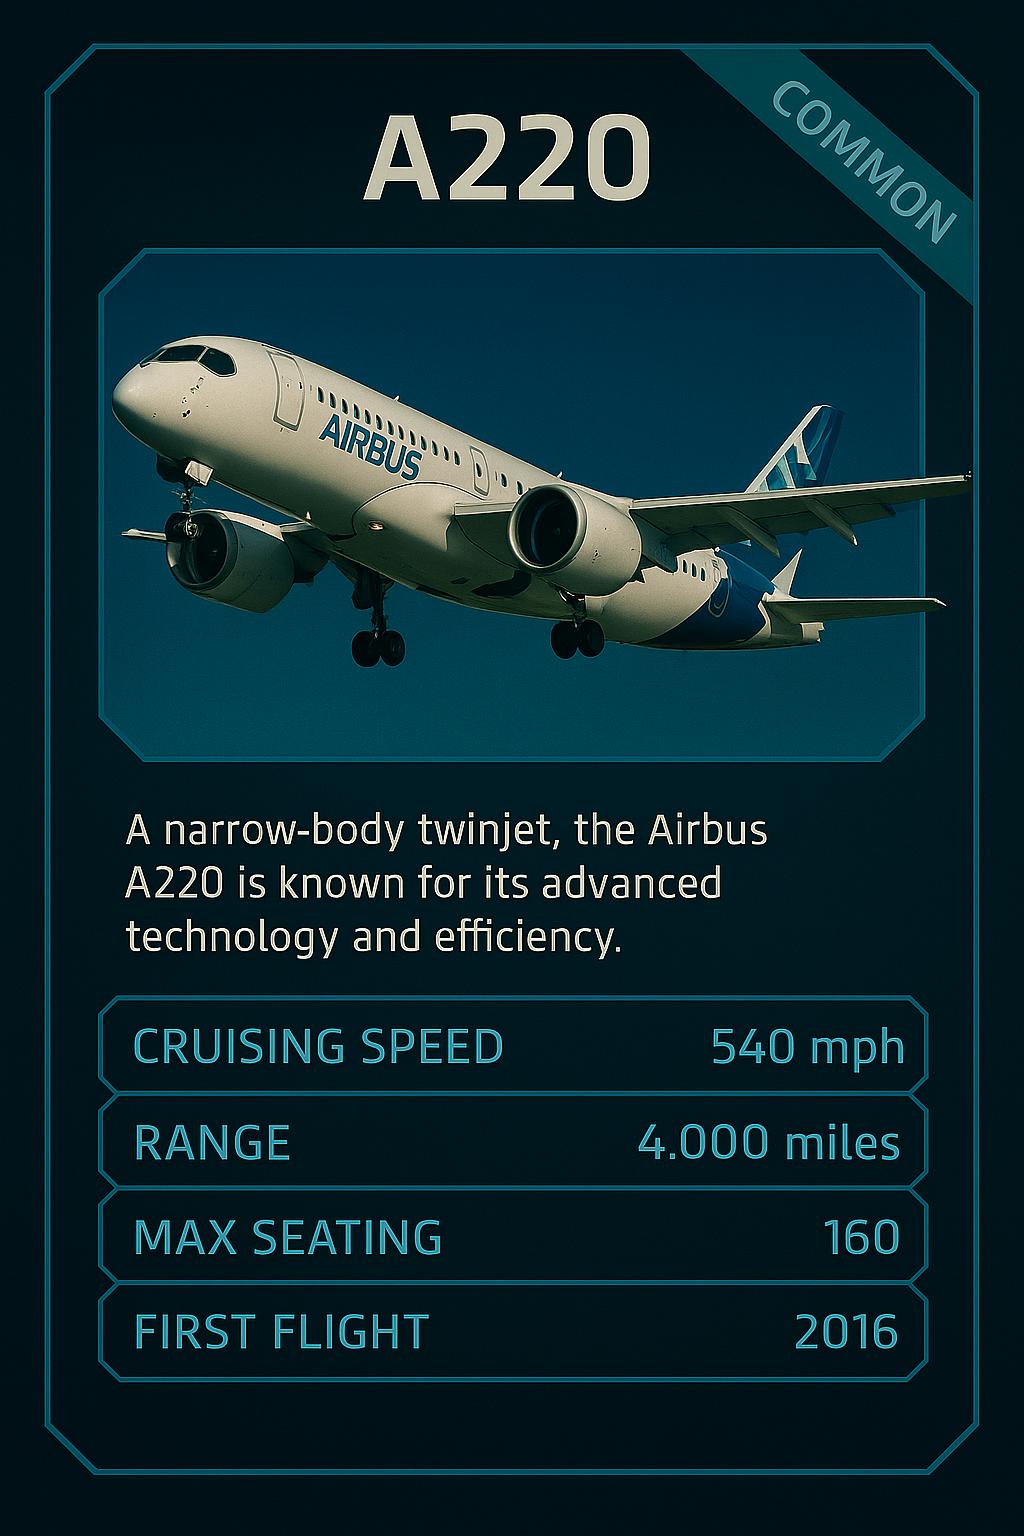 COMMON
A220
AIRBUS
A narrow-body twinjet, the Airbus
A220 is known for its advanced
technology and efficiency.
CRUISING SPEED 540 mph
RANGE 4.000 miles
MAX SEATING 160
FIRST FLIGHT 2016